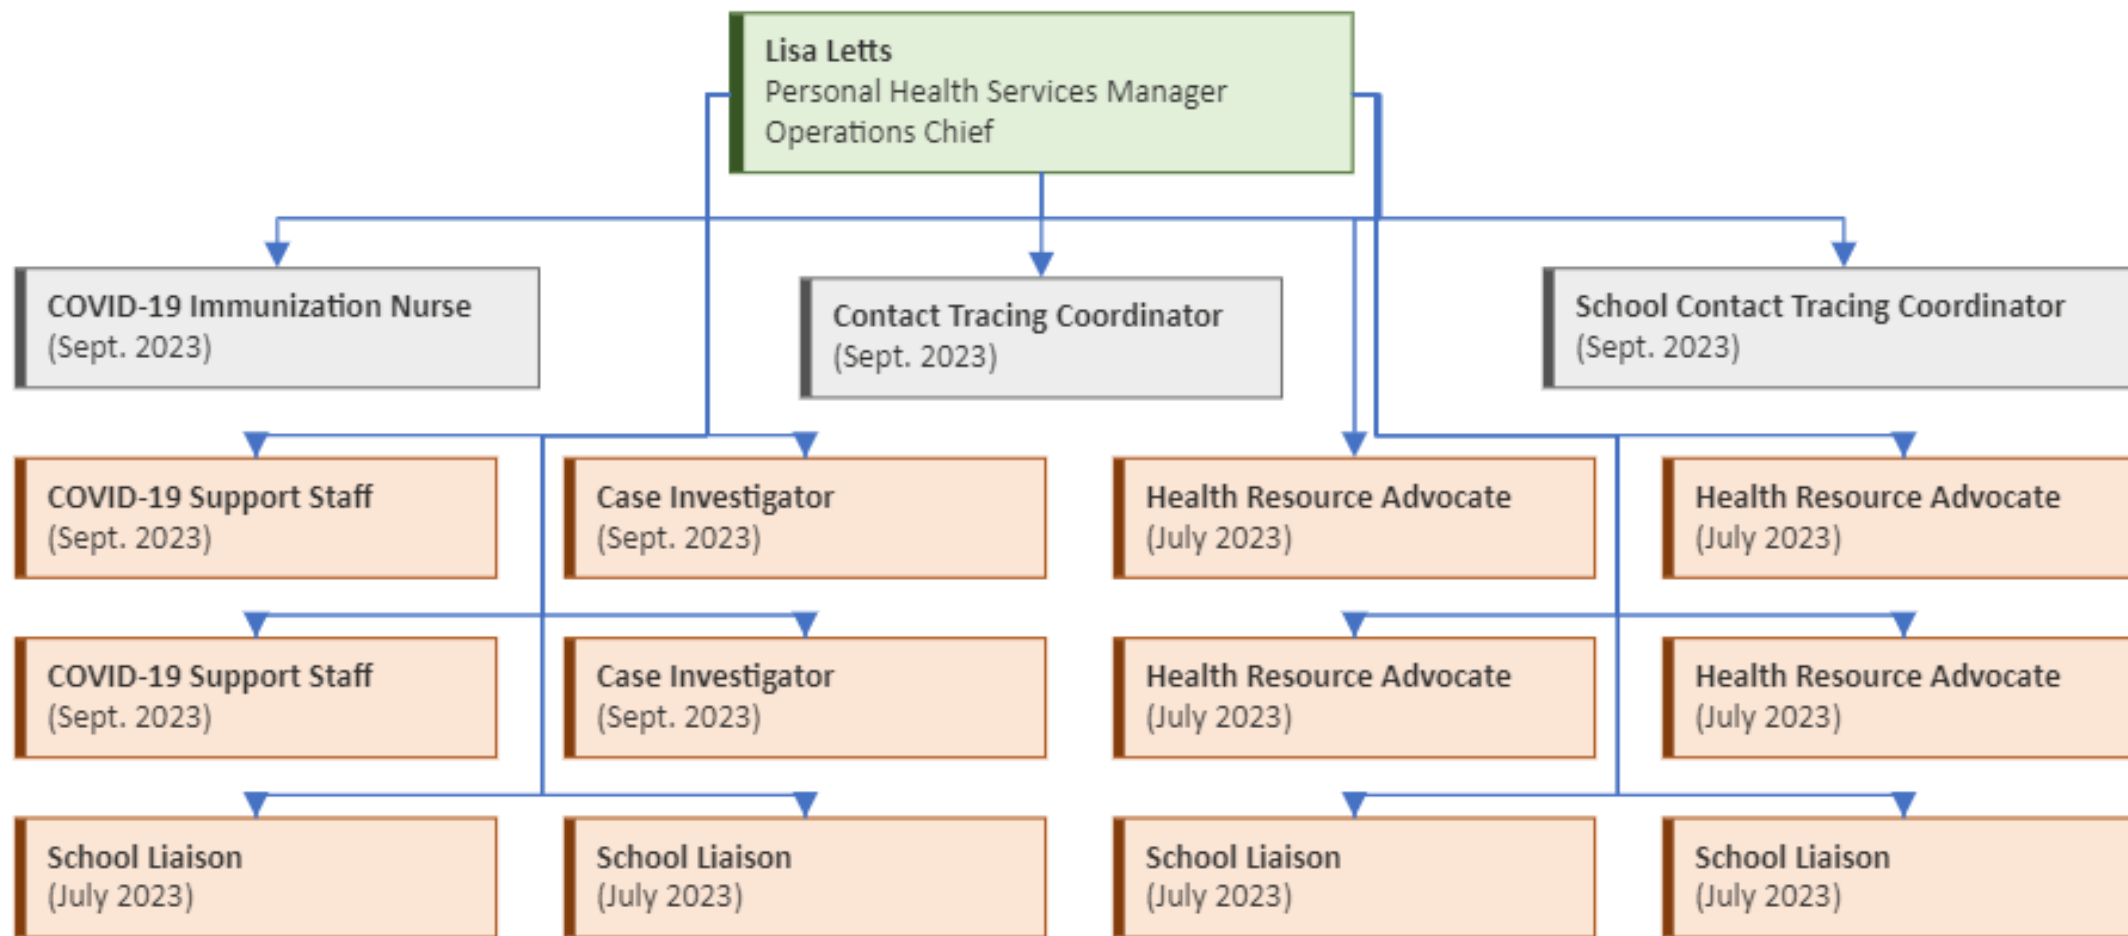 Lisa Letts
Personal Health Services Manager
Operations Chief
COVID-19 Immunization Nurse
(Sept. 2023)
Contact Tracing Coordinator
(Sept. 2023)
School Contact Tracing Coordinator
(Sept. 2023)
COVID-19 Support Staff
(Sept. 2023)
Case Investigator
(Sept. 2023)
Health Resource Advocate
(July 2023)
Health Resource Advocate
(July 2023)
COVID-19 Support Staff
(Sept. 2023)
Case Investigator
(Sept. 2023)
Health Resource Advocate
(July 2023)
Health Resource Advocate
(July 2023)
School Liaison
(July 2023)
School Liaison
(July 2023)
School Liaison
(July 2023)
School Liaison
(July 2023)